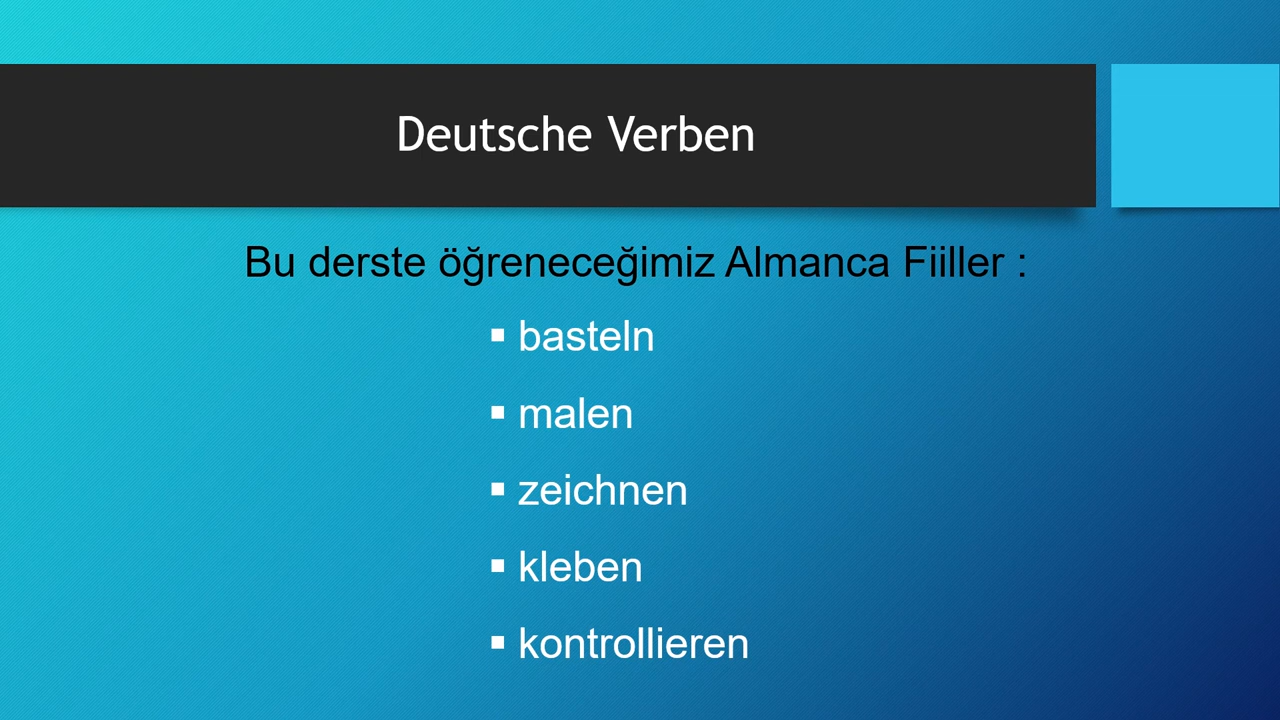 Deutsche Verben
Bu derste öğreneceğimiz Almanca Fiiller :
▪ basteln
▪ malen
▪ zeichnen
▪ kleben
▪ kontrollieren